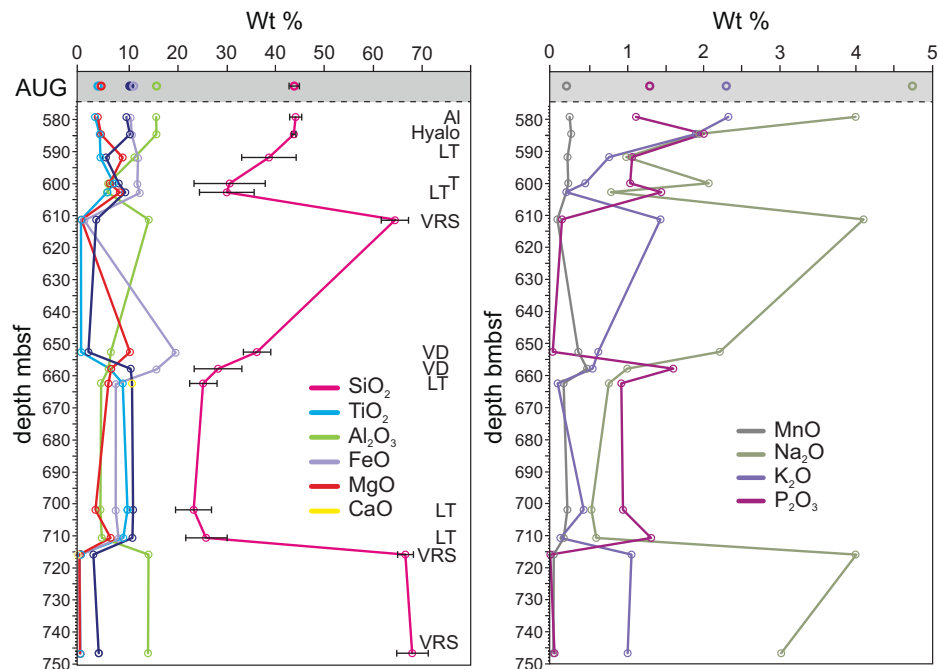 Wt %
0 10 20 30 40 50 60 70
AUG
580
590
600
610
620
630
640
650
660
670
680
690
700
710
720
730
740
750
depth mbsf
Al
Hyalo
LT
T
LT
VRS
VD
VD
LT
LT
LT
VRS
VRS
SiO₂
TiO₂
Al₂O₃
FeO
MgO
CaO
Wt %
0 1 2 3 4 5
580
590
600
610
620
630
640
650
660
670
680
690
700
710
720
730
740
750
depth bmbsf
MnO
Na₂O
K₂O
P₂O₃